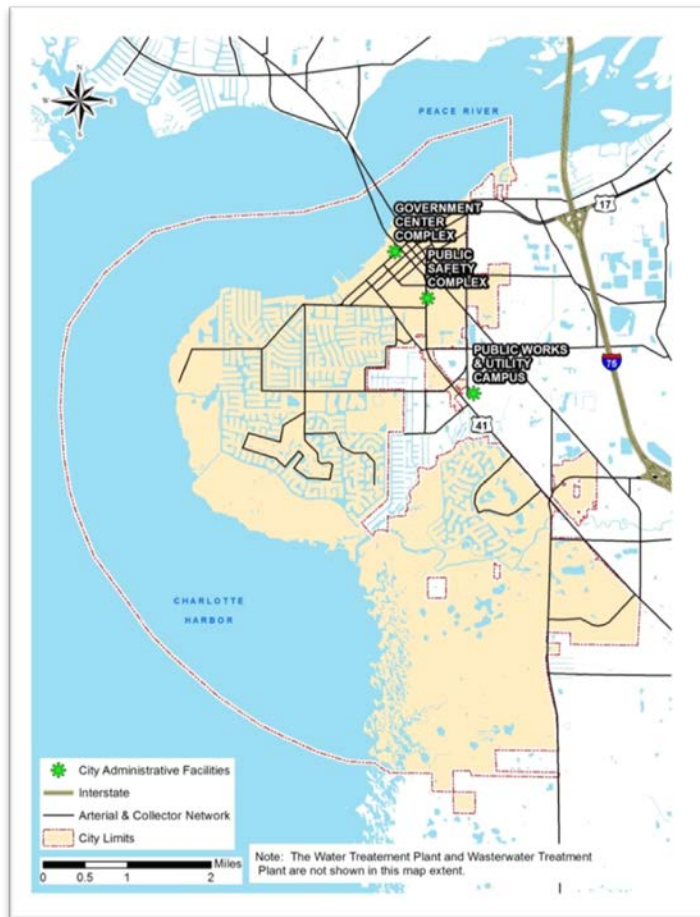 N
W
E
S
PEACE RIVER
17
GOVERNMENT
CENTER
COMPLEX
PUBLIC
SAFETY
COMPLEX
PUBLIC WORKS
& UTILITY
CAMPUS
75
41
CHARLOTTE
HARBOR
City Administrative Facilities
Interstate
Arterial & Collector Network
City Limits
Miles
0 0.5 1 2
Note: The Water Treatement Plant and Wasterwater Treatment
Plant are not shown in this map extent.